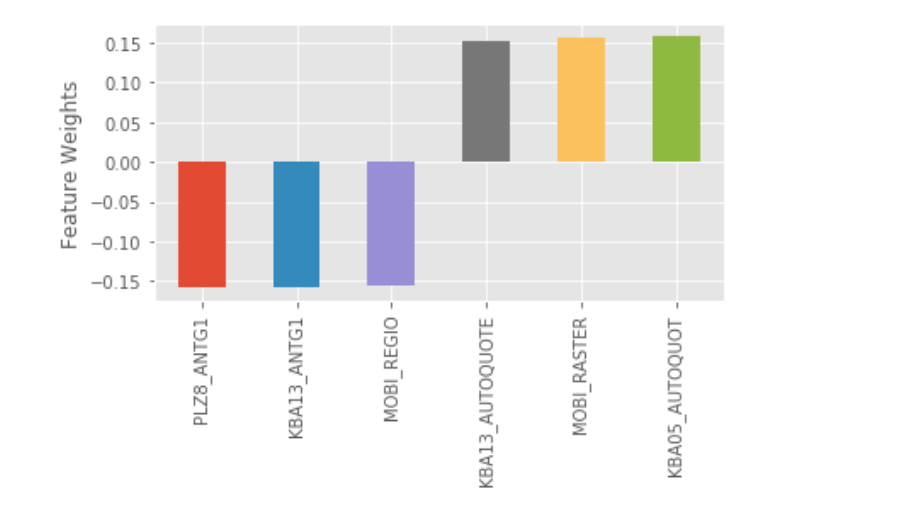 Feature Weights
0.15
0.10
0.05
0.00
−0.05
−0.10
−0.15
PLZ8_ANTG1
KBA13_ANTG1
MOBI_REGIO
KBA13_AUTOQUOTE
MOBI_RASTER
KBA05_AUTOQUOT